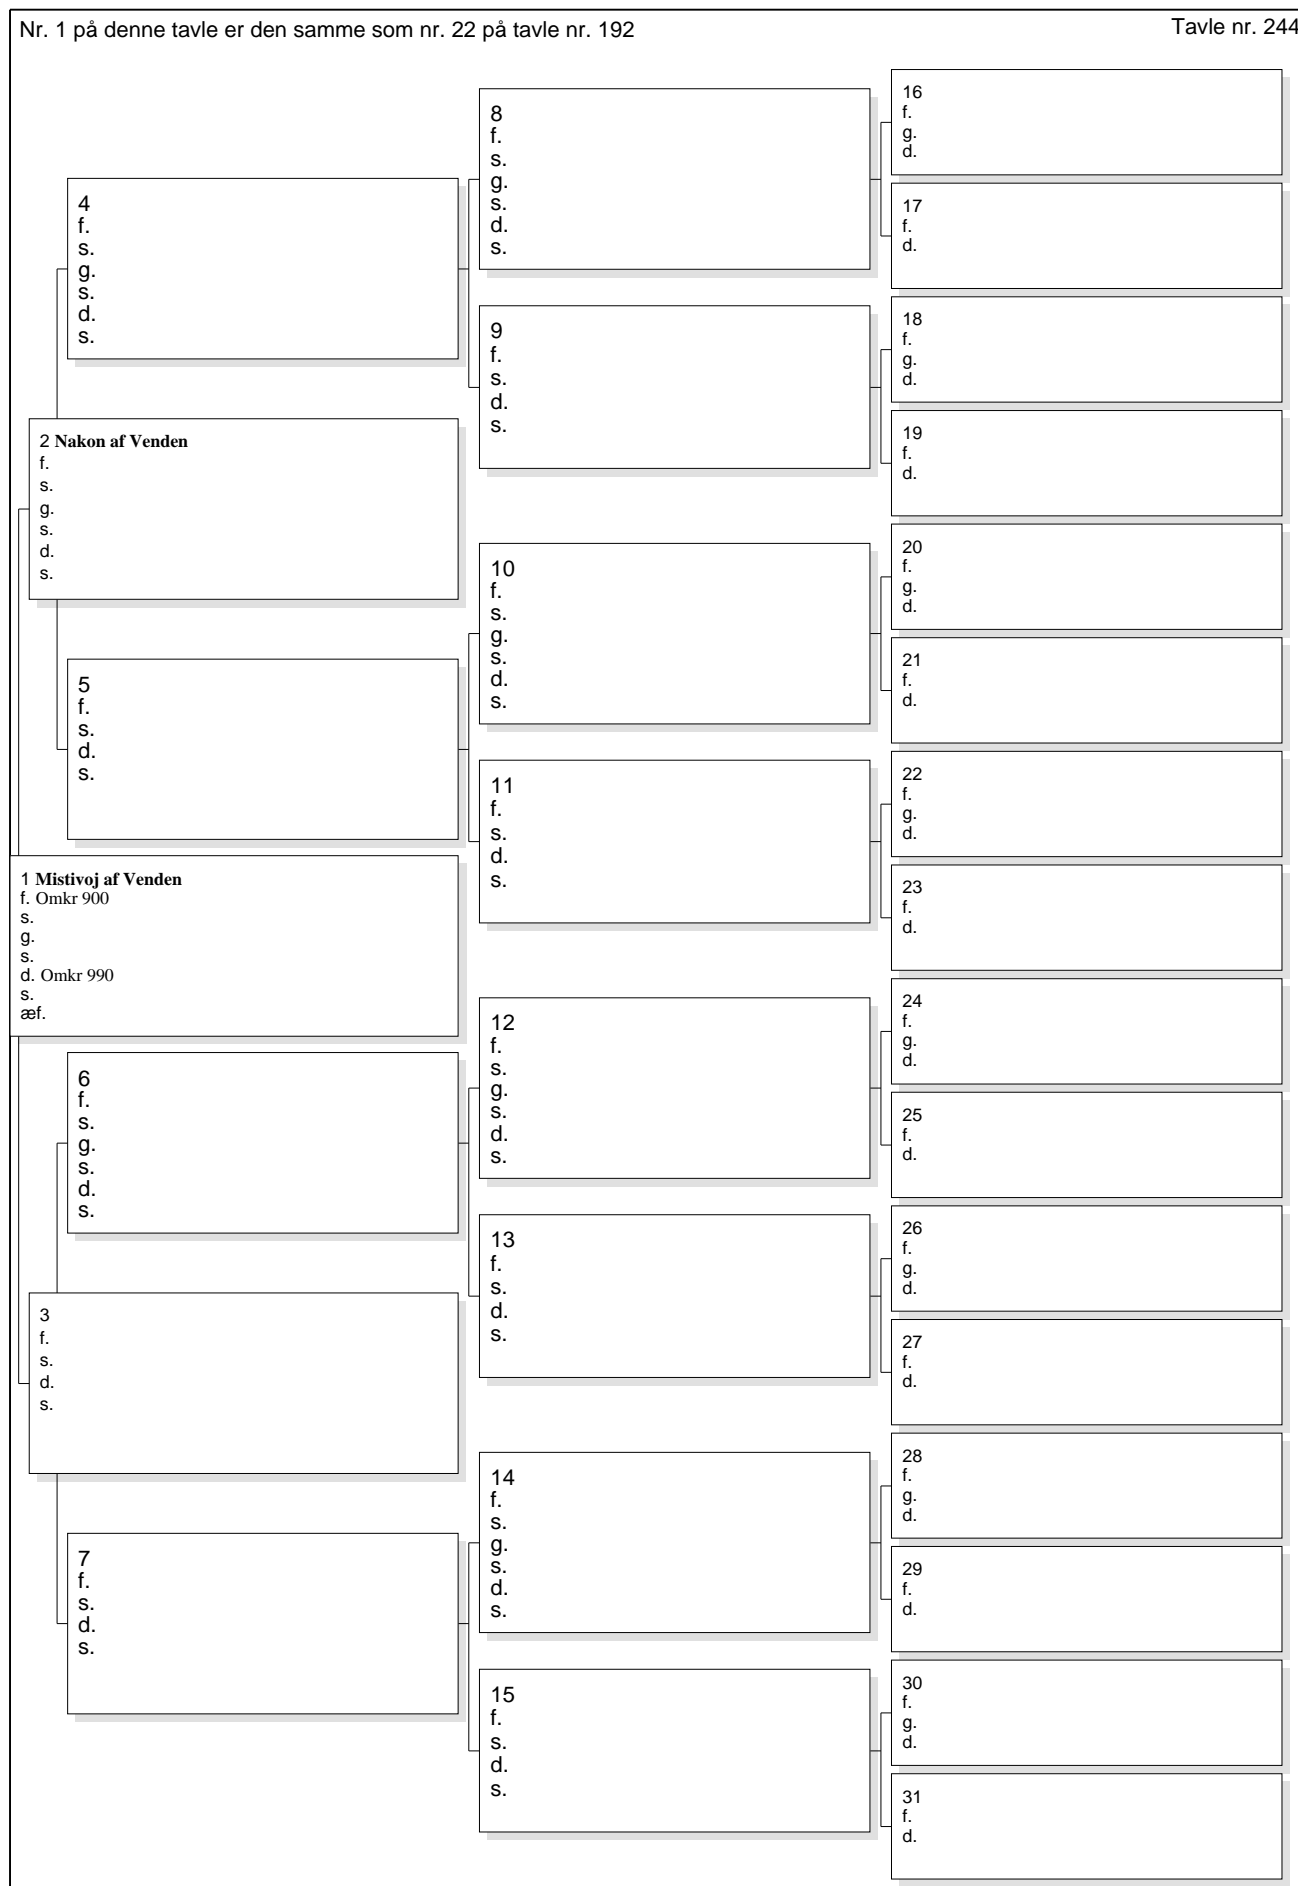 Nr. 1 på denne tavle er den samme som nr. 22 på tavle nr. 192
Tavle nr. 244
4
f.
s.
g.
s.
d.
s.
2 Nakon af Venden
f.
s.
g.
s.
d.
s.
5
f.
s.
d.
s.
1 Mistivoj af Venden
f. Omkr 900
s.
g.
s.
d. Omkr 990
s.
æf.
6
f.
s.
g.
s.
d.
s.
3
f.
s.
d.
s.
7
f.
s.
d.
s.
8
f.
s.
g.
s.
d.
s.
9
f.
s.
d.
s.
10
f.
s.
g.
s.
d.
s.
11
f.
s.
d.
s.
12
f.
s.
g.
s.
d.
s.
13
f.
s.
d.
s.
14
f.
s.
g.
s.
d.
s.
15
f.
s.
d.
s.
16
f.
g.
d.
17
f.
d.
18
f.
g.
d.
19
f.
d.
20
f.
g.
d.
21
f.
d.
22
f.
g.
d.
23
f.
d.
24
f.
g.
d.
25
f.
d.
26
f.
g.
d.
27
f.
d.
28
f.
g.
d.
29
f.
d.
30
f.
g.
d.
31
f.
d.